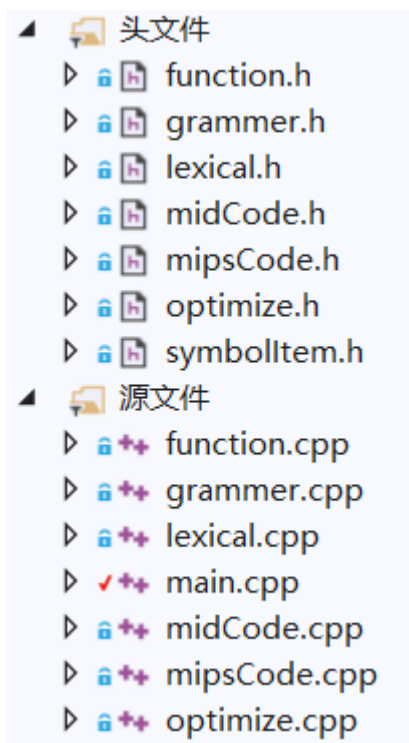 头文件
function.h
grammer.h
lexical.h
midCode.h
mipsCode.h
optimize.h
symbolItem.h
源文件
function.cpp
grammer.cpp
lexical.cpp
main.cpp
midCode.cpp
mipsCode.cpp
optimize.cpp